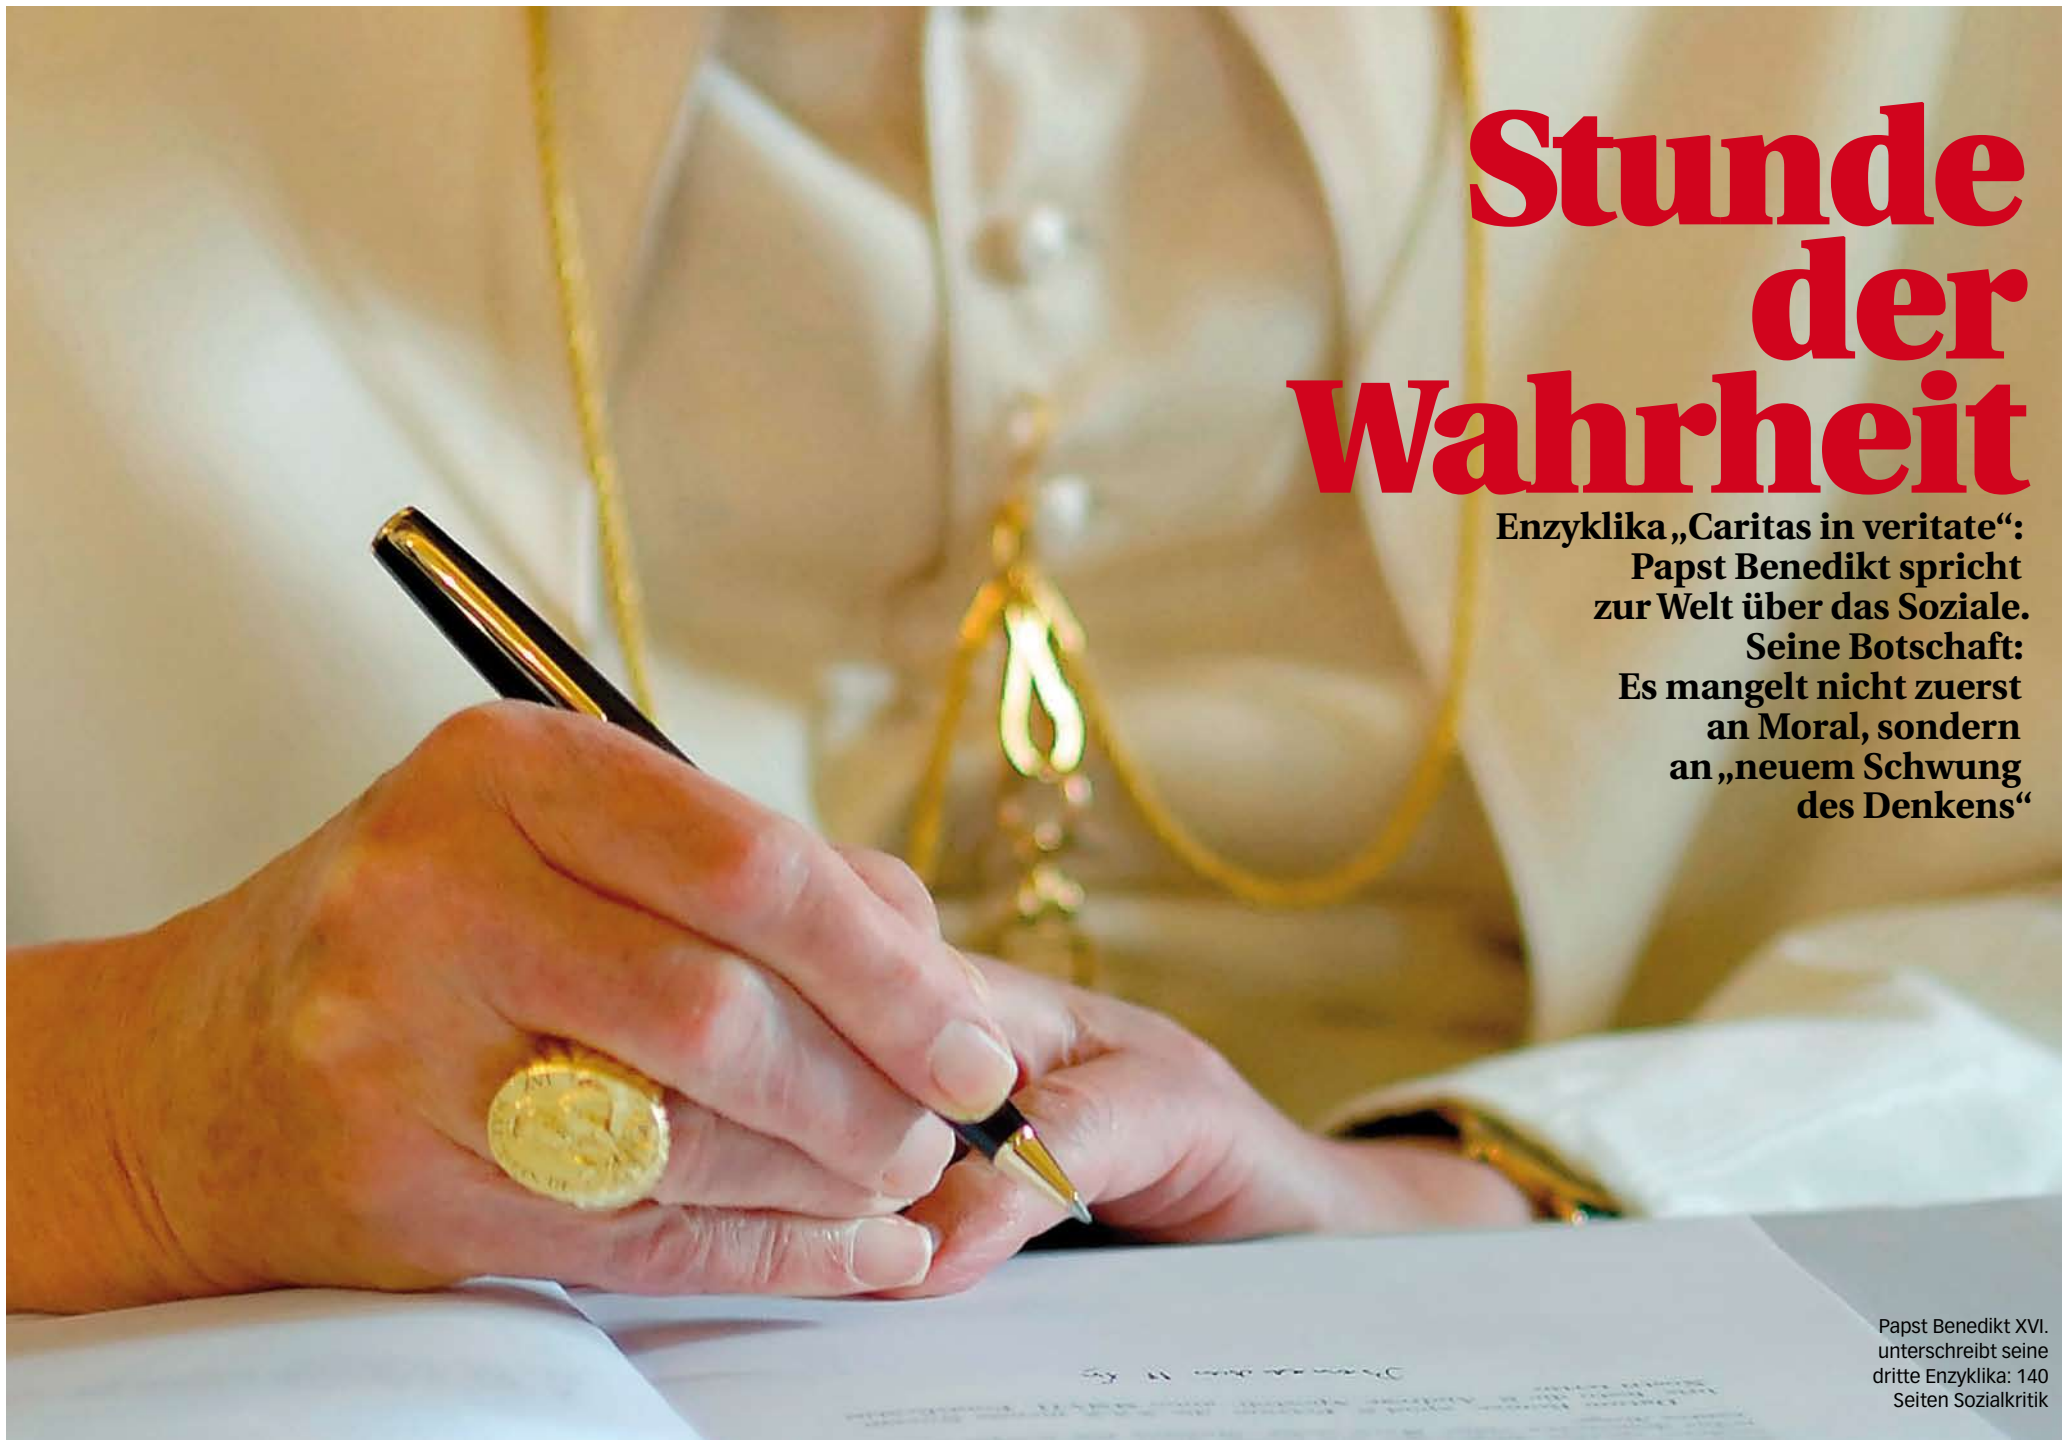 Stunde
der
Wahrheit
Enzyklika „Caritas in veritate“:
Papst Benedikt spricht
zur Welt über das Soziale.
Seine Botschaft:
Es mangelt nicht zuerst
an Moral, sondern
an „neuem Schwung
des Denkens“
Papst Benedikt XVI.
unterschreibt seine
dritte Enzyklika: 140
Seiten Sozialkritik